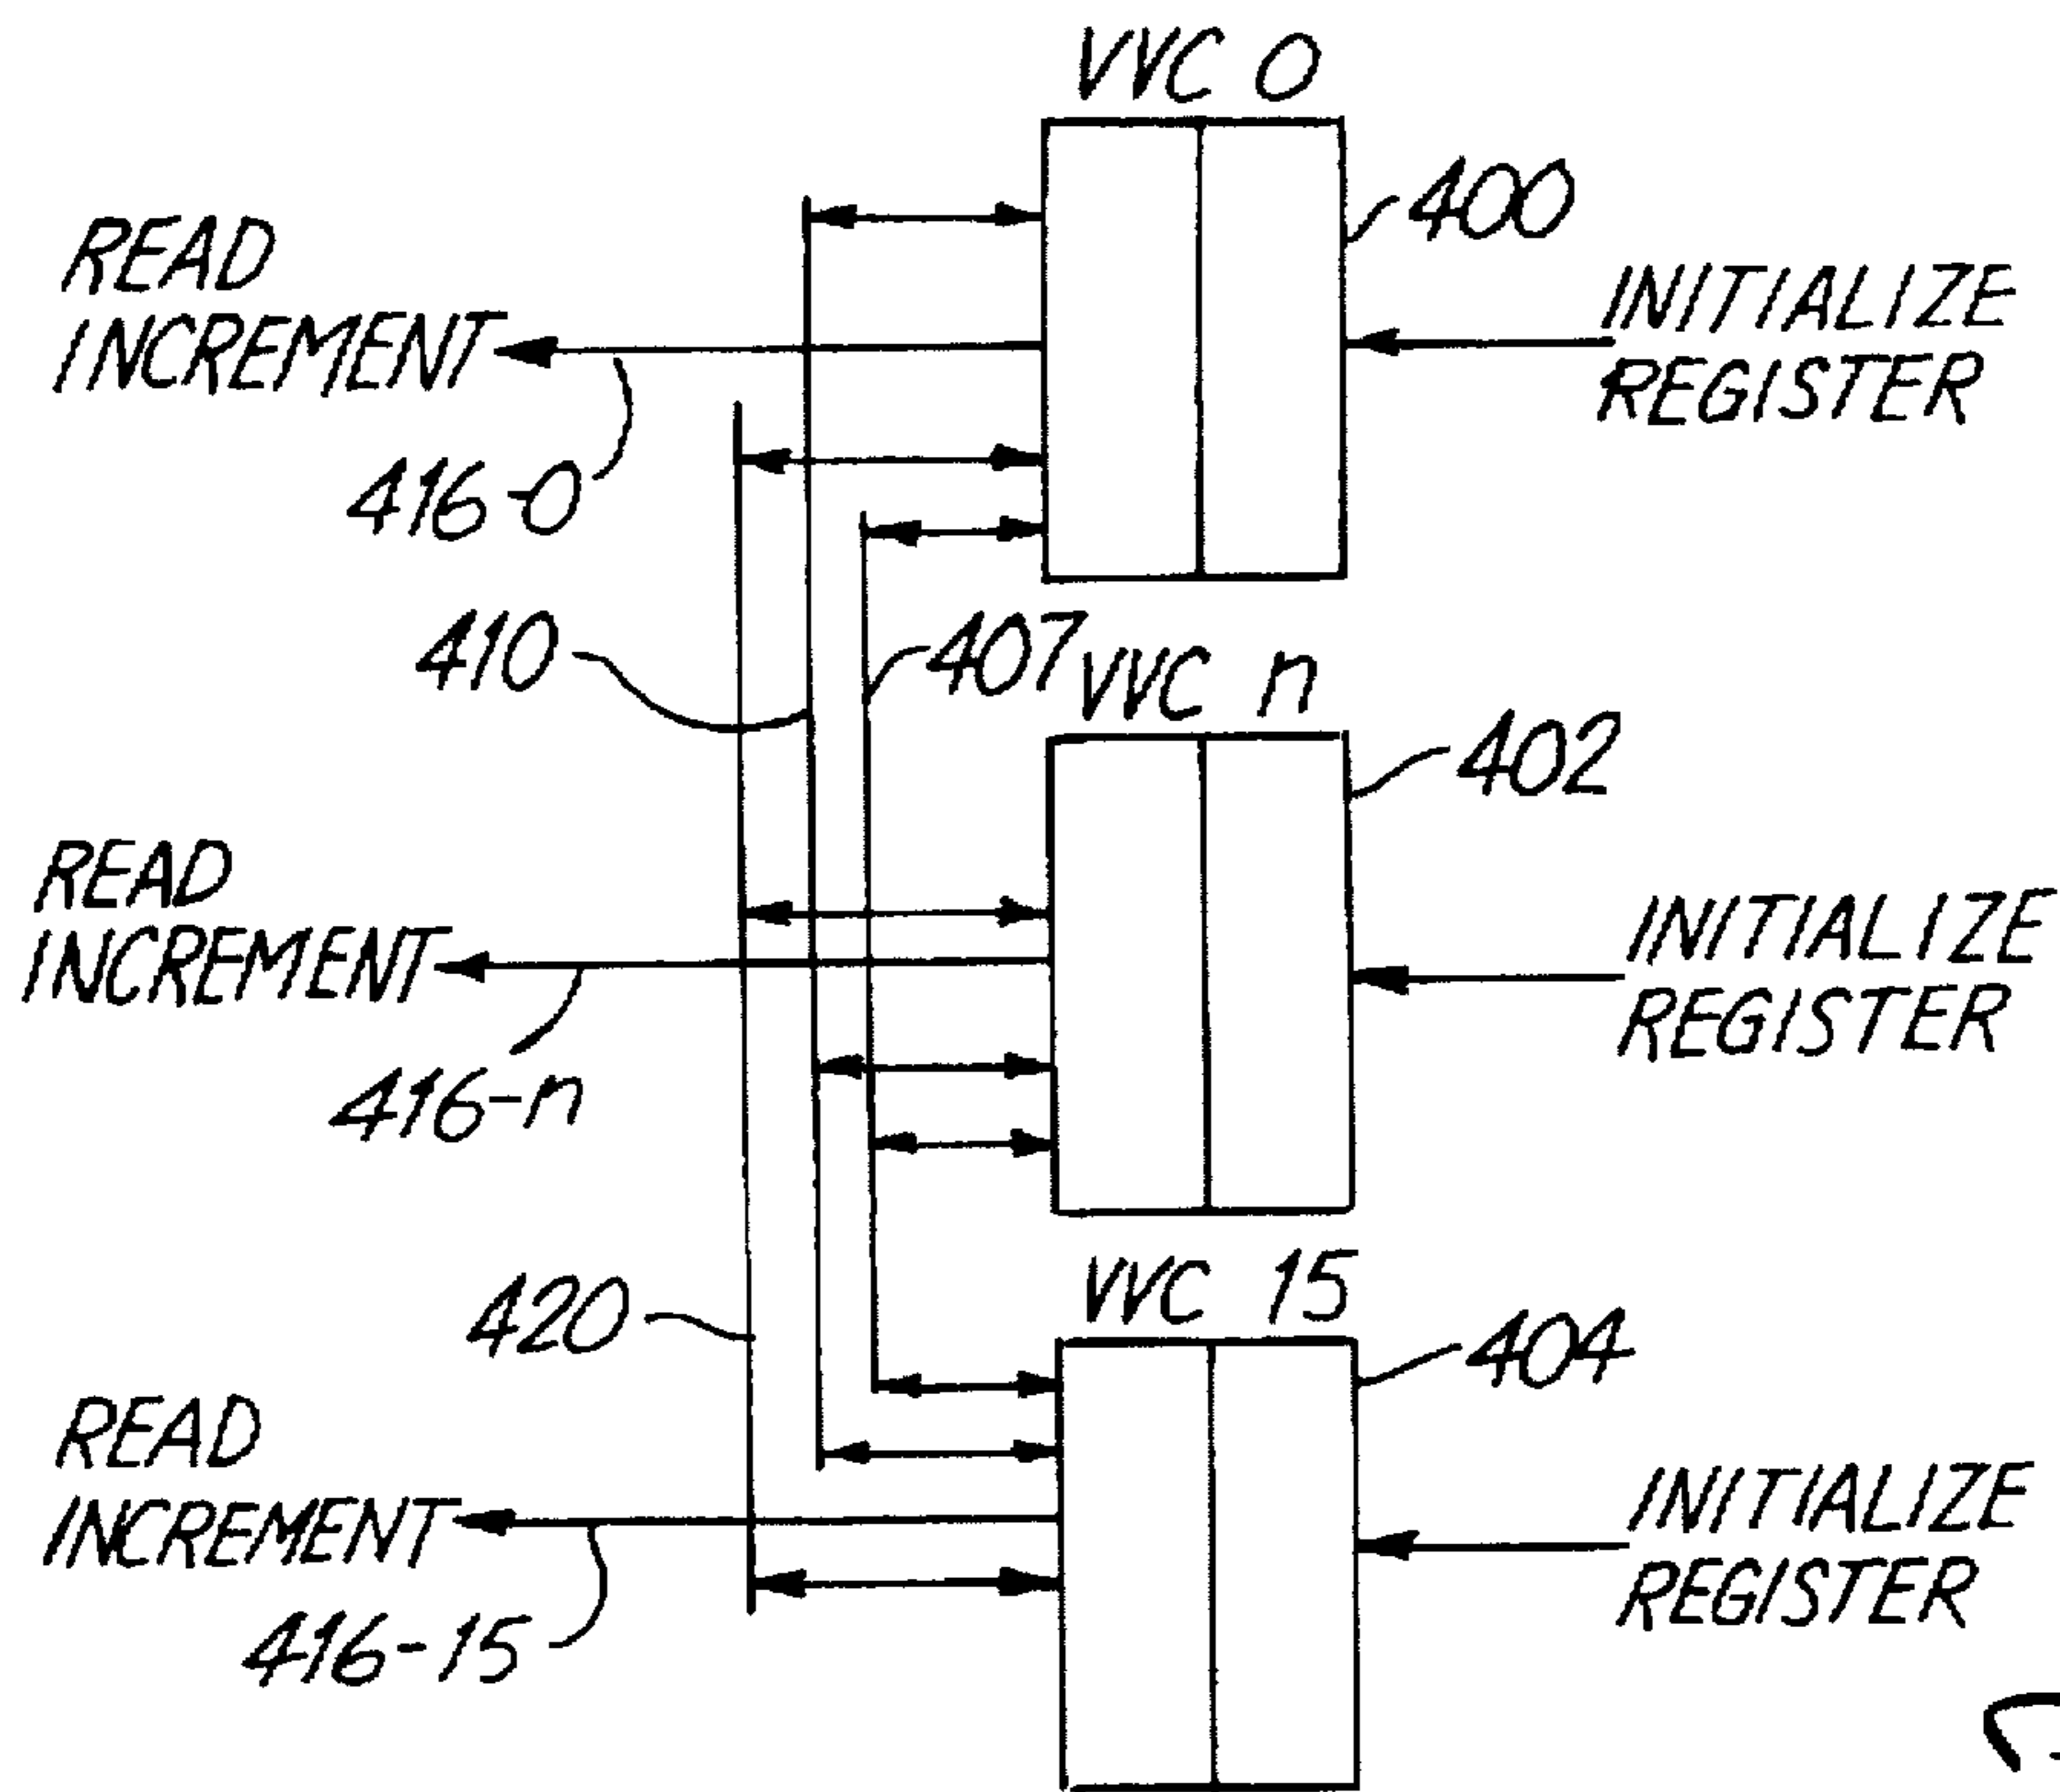 VVC 0
400
READ
INCREMENT
INITIALIZE
REGISTER
416-0
410
407
VVC n
402
READ
INCREMENT
INITIALIZE
REGISTER
416-n
420
VVC 15
404
READ
INCREMENT
INITIALIZE
REGISTER
416-15